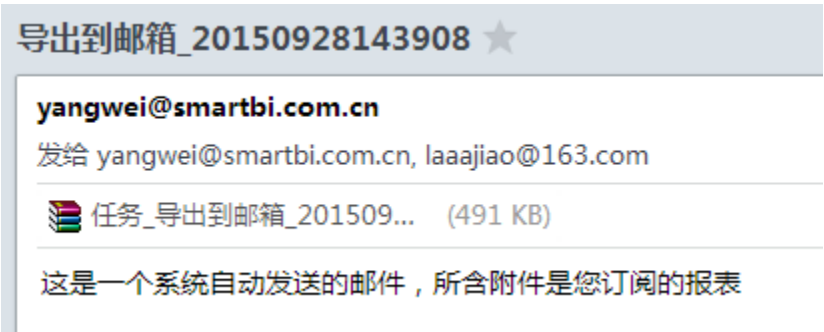 导出到邮箱_20150928143908
yangwei@smartbi.com.cn
发给 yangwei@smartbi.com.cn, laaajiao@163.com
任务_导出到邮箱_201509... (491 KB)
这是一个系统自动发送的邮件，所含附件是您订阅的报表